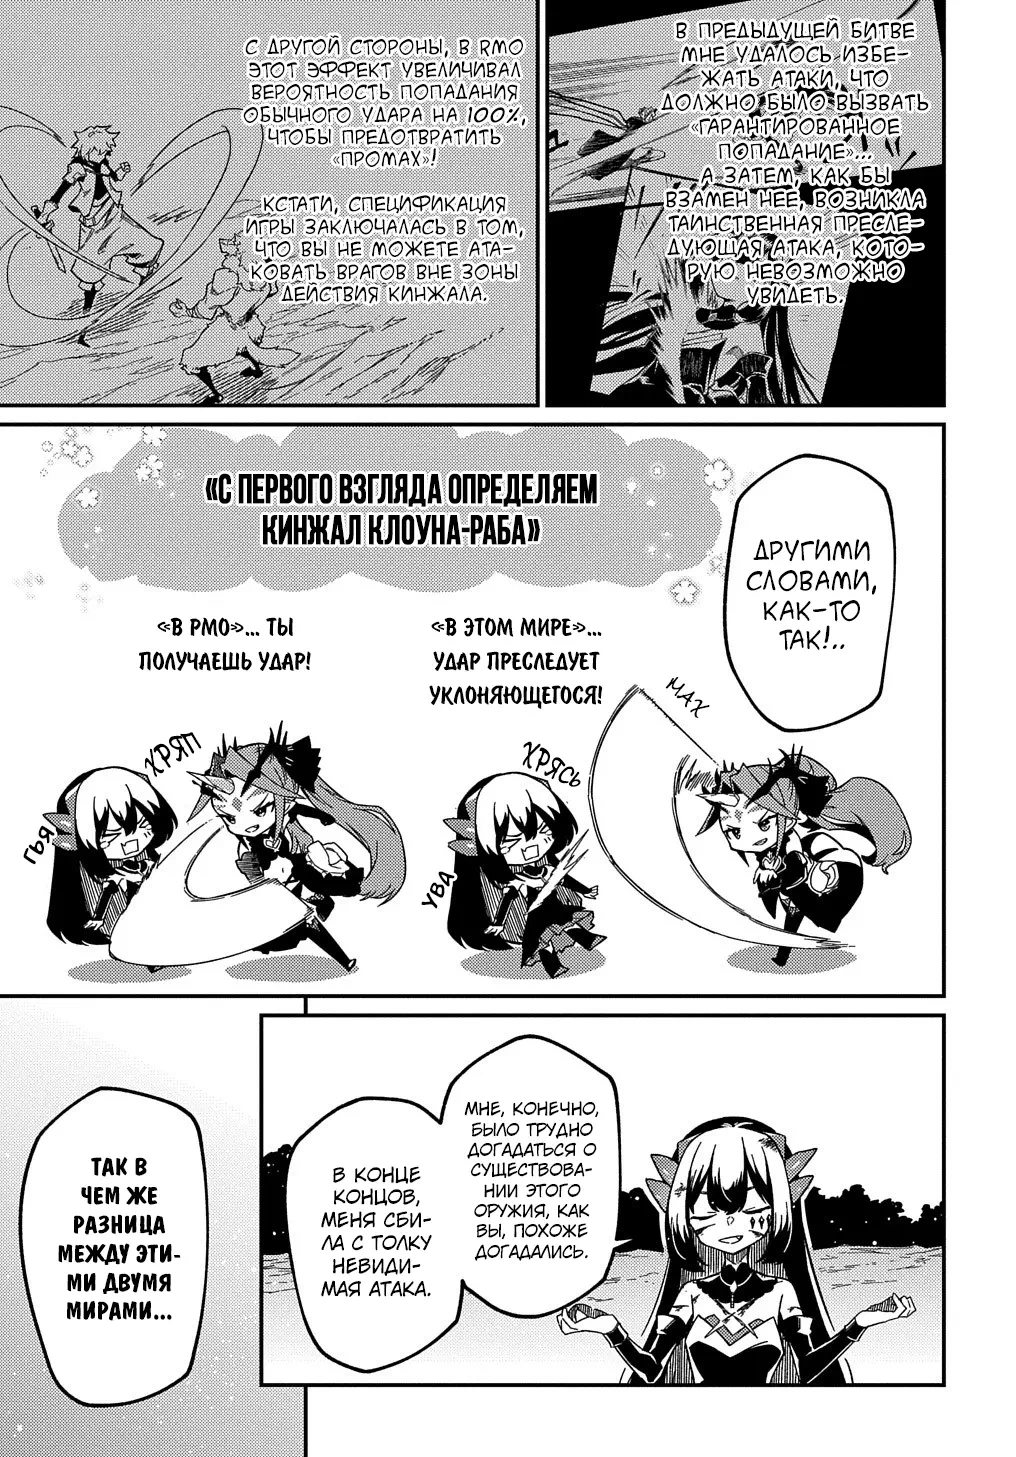 В ПРЕДЫДУЩЕЙ БИТВЕ
МНЕ УДАЛОСЬ ИЗБЕ-
ЖАТЬ АТАКИ, ЧТО
ДОЛЖНО БЫЛО ВЫЗВАТЬ
«ГАРАНТИРОВАННОЕ
ПОПАДАНИЕ»...
А ЗАТЕМ, КАК БЫ
ВЗАМЕН НЕЕ, ВОЗНИКЛА
ТАИНСТВЕННАЯ ПРЕСЛЕ-
ДУЮЩАЯ АТАКА, КОТО-
РУЮ НЕВОЗМОЖНО
УВИДЕТЬ.
С ДРУГОЙ СТОРОНЫ, В RMO
ЭТОТ ЭФФЕКТ УВЕЛИЧИВАЛ
ВЕРОЯТНОСТЬ ПОПАДАНИЯ
ОБЫЧНОГО УДАРА НА 100%,
ЧТОБЫ ПРЕДОТВРАТИТЬ
«ПРОМАХ»!
КСТАТИ, СПЕЦИФИКАЦИЯ
ИГРЫ ЗАКЛЮЧАЛАСЬ В ТОМ,
ЧТО ВЫ НЕ МОЖЕТЕ АТА-
КОВАТЬ ВРАГОВ ВНЕ ЗОНЫ
ДЕЙСТВИЯ КИНЖАЛА.
ДРУГИМИ
СЛОВАМИ,
КАК-ТО
ТАК!..
«С ПЕРВОГО ВЗГЛЯДА ОПРЕДЕЛЯЕМ
КИНЖАЛ КЛОУНА-РАБА»
«В ЭТОМ МИРЕ»...
УДАР ПРЕСЛЕДУЕТ
УКЛОНЯЮЩЕГОСЯ!
МАХ
ХРЯСЬ
УВА
«В РМО»... ТЫ
ПОЛУЧАЕШЬ УДАР!
ХРЯП
ГЬЯ
МНЕ, КОНЕЧНО,
БЫЛО ТРУДНО
ДОГАДАТЬСЯ О
СУЩЕСТВОВА-
НИИ ЭТОГО
ОРУЖИЯ, КАК
ВЫ, ПОХОЖЕ
ДОГАДАЛИСЬ.
В КОНЦЕ
КОНЦОВ,
МЕНЯ СБИ-
ЛА С ТОЛКУ
НЕВИДИ-
МАЯ АТАКА.
ТАК В
ЧЕМ ЖЕ
РАЗНИЦА
МЕЖДУ ЭТИ-
МИ ДВУМЯ
МИРАМИ...